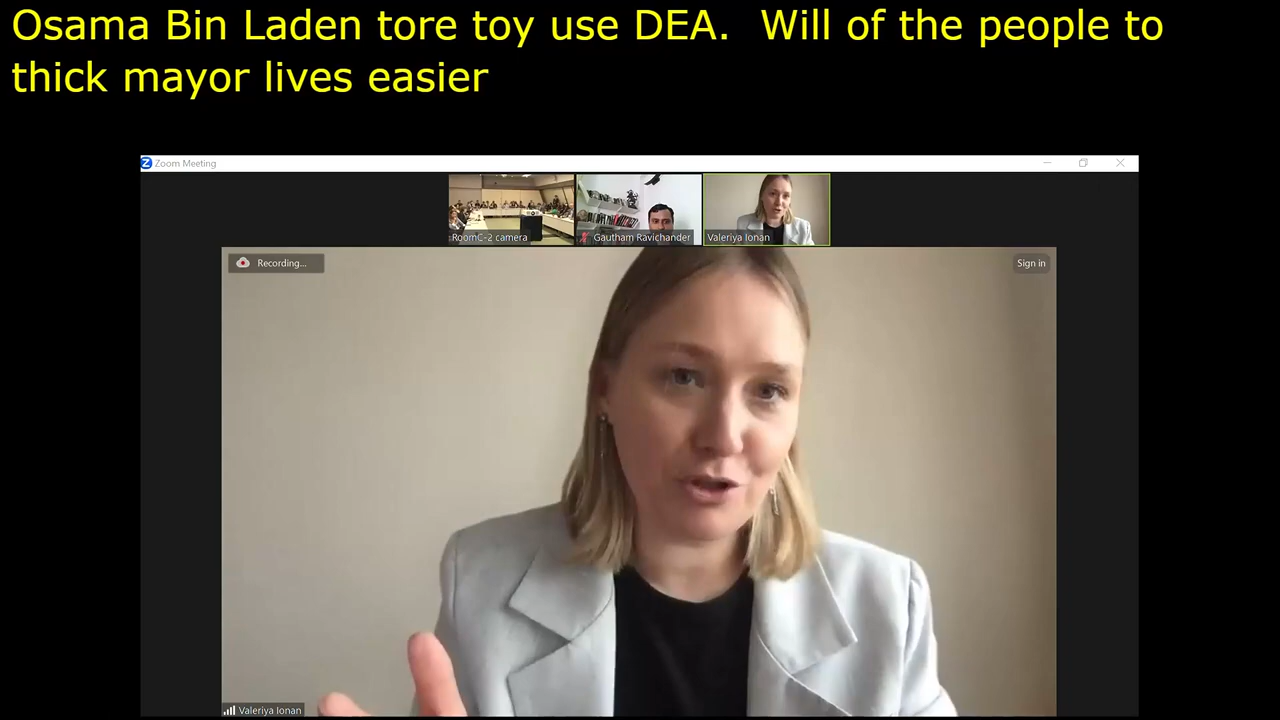 Osama Bin Laden tore toy use DEA.  Will of the people to
thick mayor lives easier
Zoom Meeting
RoomC-2 camera
Gautham Ravichander
Valeriya Ionan
Recording...
Sign in
Valeriya Ionan